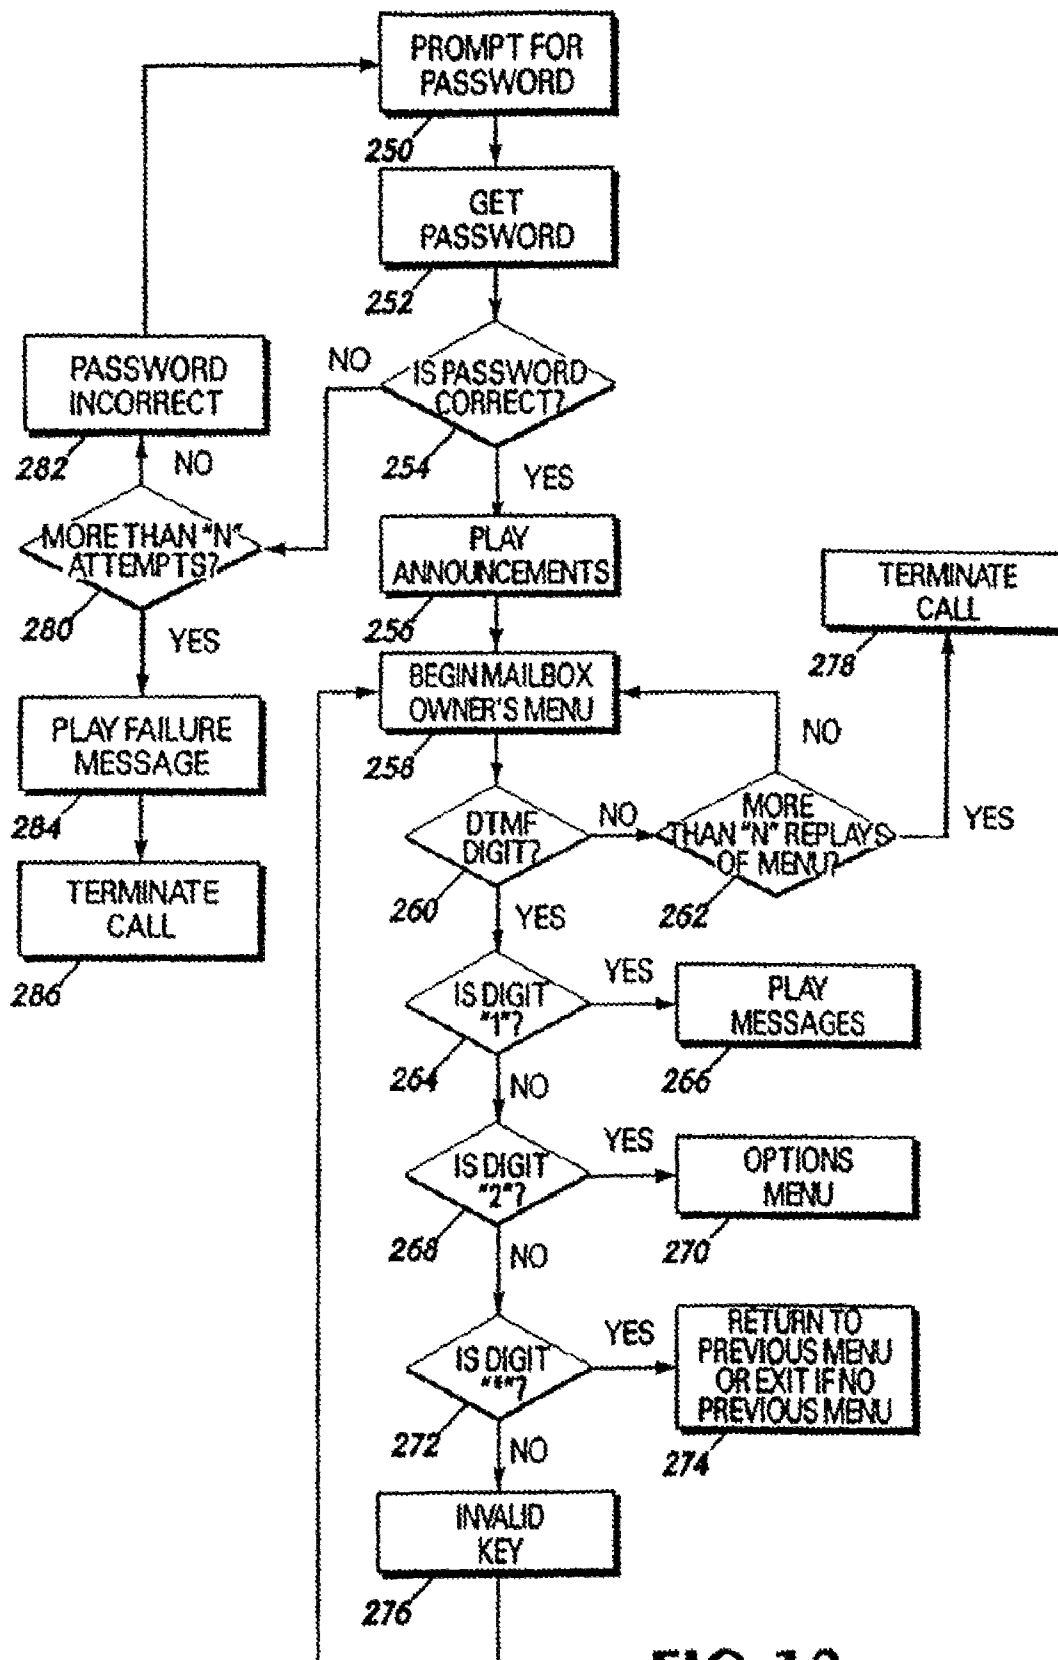 PROMPT FOR
PASSWORD
250
GET
PASSWORD
252
IS PASSWORD
CORRECT?
NO
254
YES
PASSWORD
INCORRECT
282
NO
MORE THAN "N"
ATTEMPTS?
280
YES
PLAY FAILURE
MESSAGE
284
TERMINATE
CALL
286
PLAY
ANNOUNCEMENTS
256
BEGIN MAILBOX
OWNER'S MENU
258
TERMINATE
CALL
278
NO
DTMF
DIGIT?
NO
260
YES
MORE
THAN "N" REPLAYS
OF MENU?
262
YES
IS DIGIT
"1"?
YES
264
NO
PLAY
MESSAGES
266
IS DIGIT
"2"?
YES
268
NO
OPTIONS
MENU
270
IS DIGIT
"*"?
YES
272
NO
RETURN TO
PREVIOUS MENU
OR EXIT IF NO
PREVIOUS MENU
274
INVALID
KEY
276